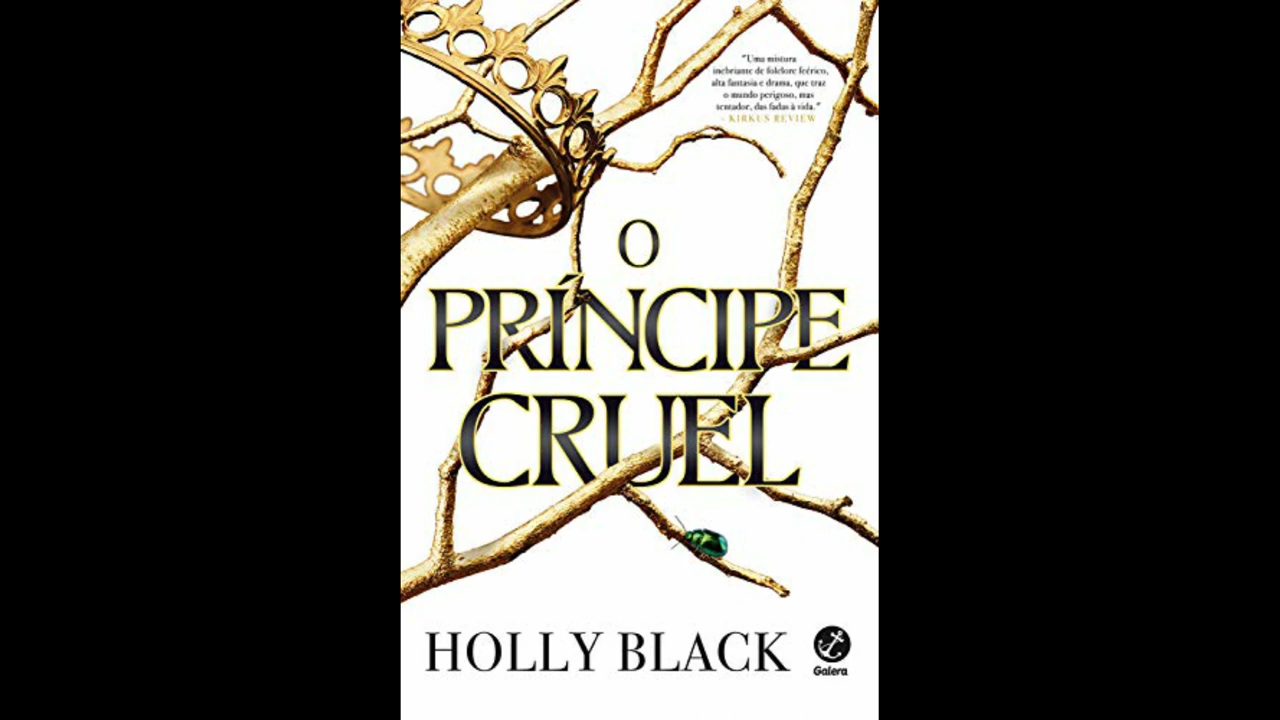 "Uma mistura
inebriante de folclore feérico,
alta fantasia e drama, que traz
o mundo perigoso, mas
tentador, das fadas à vida."
- KIRKUS REVIEW
O
PRÍNCIPE
CRUEL
HOLLY BLACK
Galera